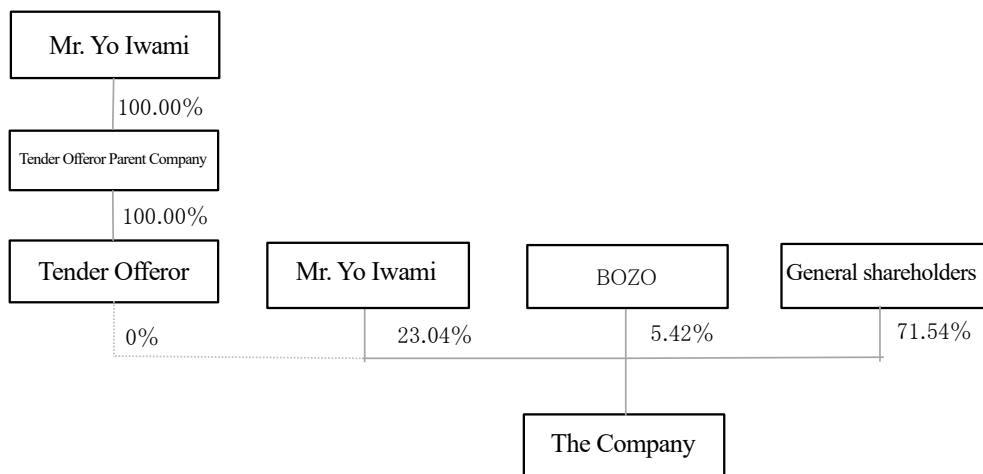 Mr. Yo Iwami
100.00%
Tender Offeror Parent Company
100.00%
Tender Offeror
Mr. Yo Iwami
BOZO
General shareholders
0%
23.04%
5.42%
71.54%
The Company